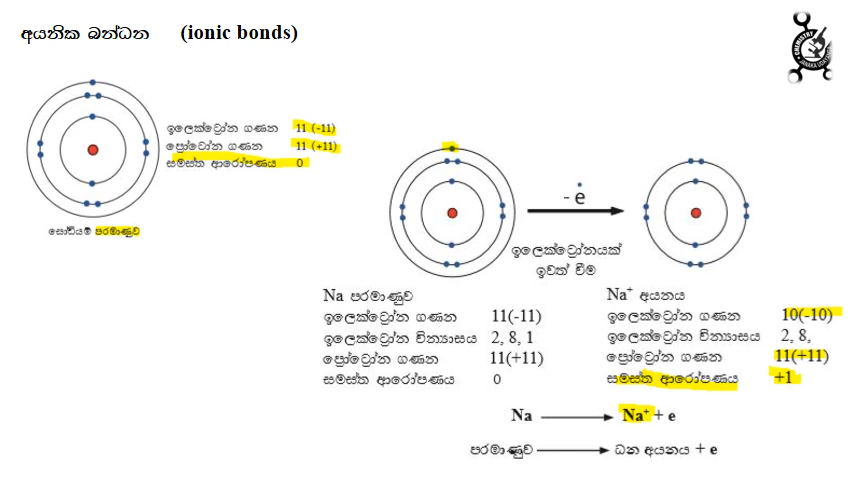 අයනික බන්ධන (ionic bonds)
CHEMISTRY
ඉලෙක්ට්‍රෝන ගණන 11 (-11)
ප්‍රෝටෝන ගණන 11 (+11)
සමස්ත ආරෝපණය 0
සෝඩියම් පරමාණුව
- e
ඉලෙක්ට්‍රෝනයක්
ඉවත් වීම
Na පරමාණුව
ඉලෙක්ට්‍රෝන ගණන 11(-11)
ඉලෙක්ට්‍රෝන වින්‍යාසය 2, 8, 1
ප්‍රෝට්‍රෝන ගණන 11(+11)
සමස්ත ආරෝපණය 0
Na⁺ අයනය
ඉලෙක්ට්‍රෝන ගණන 10(-10)
ඉලෙක්ට්‍රෝන වින්‍යාසය 2, 8,
ප්‍රෝට්‍රෝන ගණන 11(+11)
සමස්ත ආරෝපණය +1
Na ⟶ Na⁺ + e
පරමාණුව ⟶ ධන අයනය + e